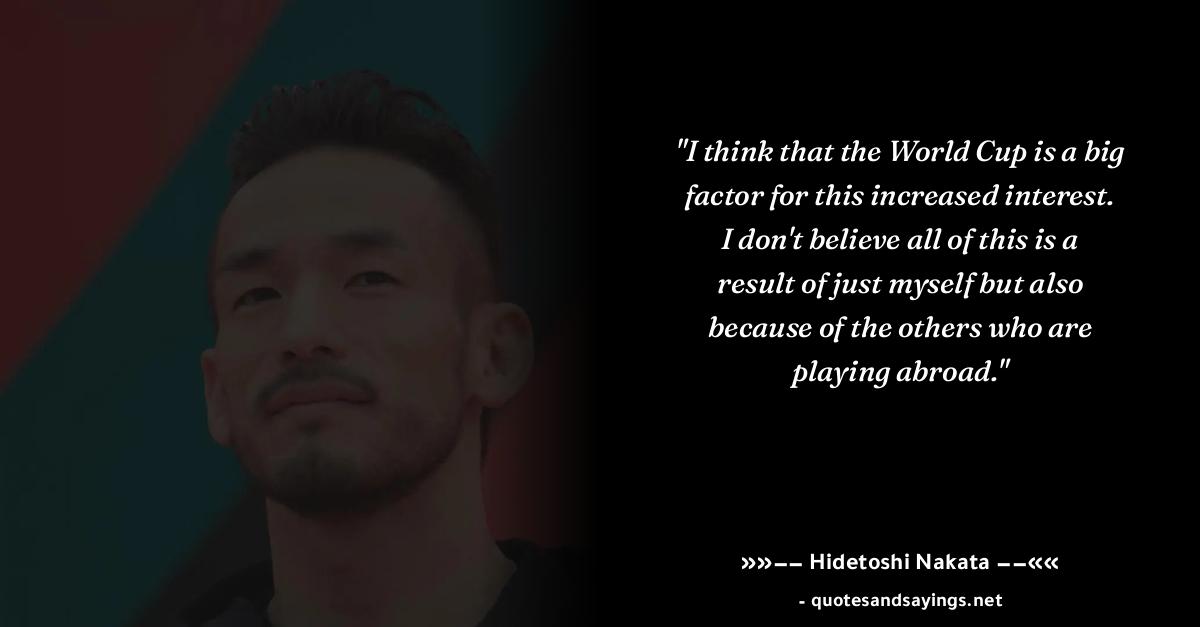 "I think that the World Cup is a big
factor for this increased interest.
I don't believe all of this is a
result of just myself but also
because of the others who are
playing abroad."
»»–– Hidetoshi Nakata ––««
- quotesandsayings.net